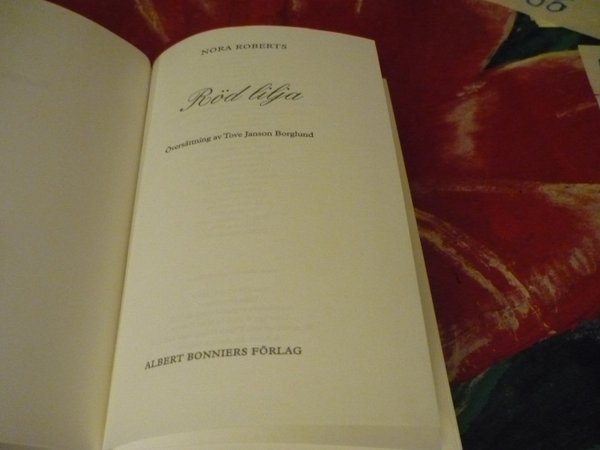 NORA ROBERTS
Röd lilja
Översättning av Tove Janson Borglund
ALBERT BONNIERS FÖRLAG